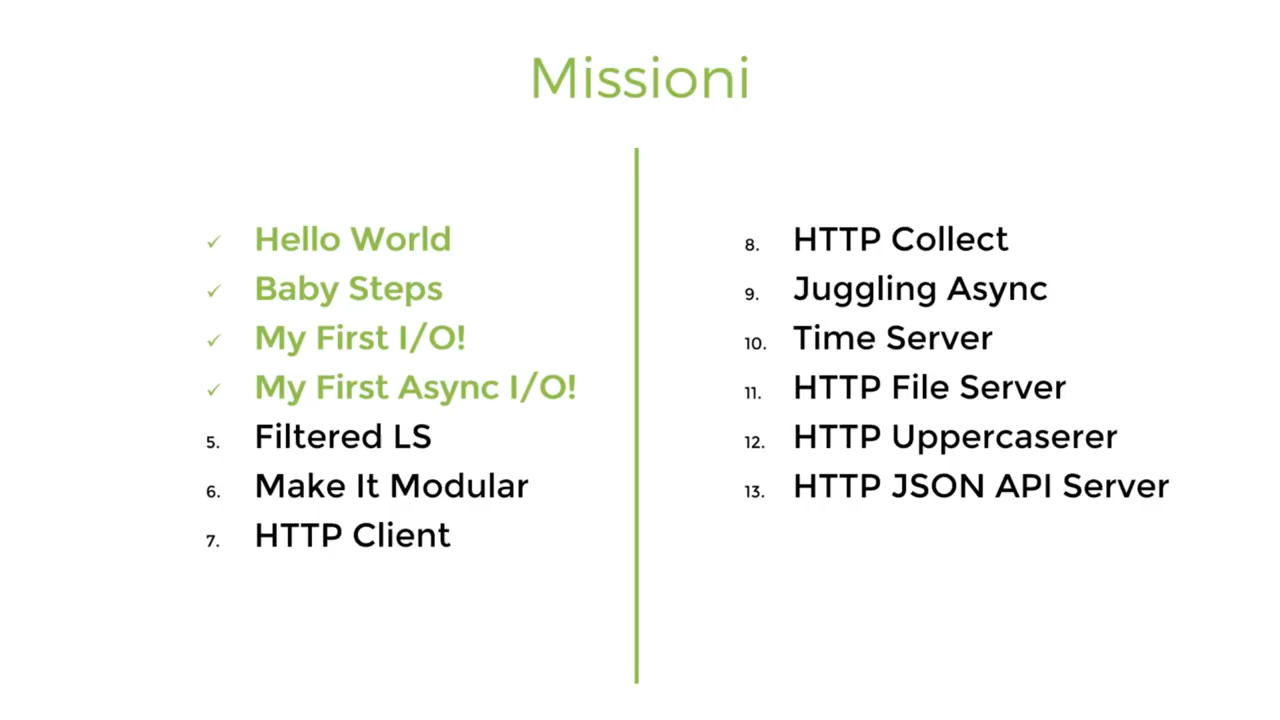 Missioni
✓ Hello World
✓ Baby Steps
✓ My First I/O!
✓ My First Async I/O!
5. Filtered LS
6. Make It Modular
7. HTTP Client
8. HTTP Collect
9. Juggling Async
10. Time Server
11. HTTP File Server
12. HTTP Uppercaserer
13. HTTP JSON API Server